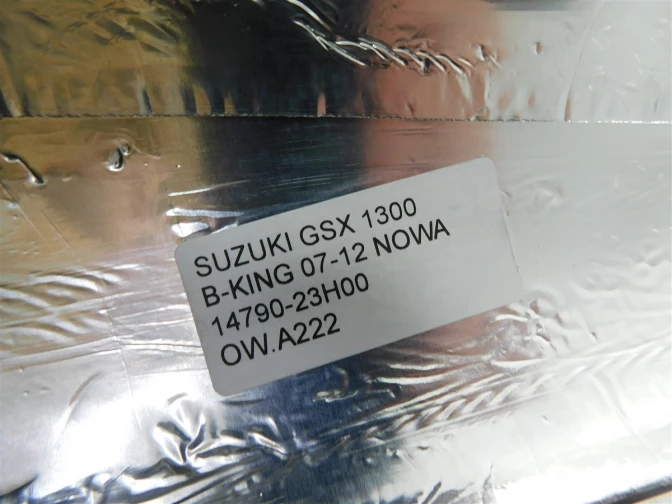 SUZUKI GSX 1300
B-KING 07-12 NOWA
14790-23H00
OW.A222